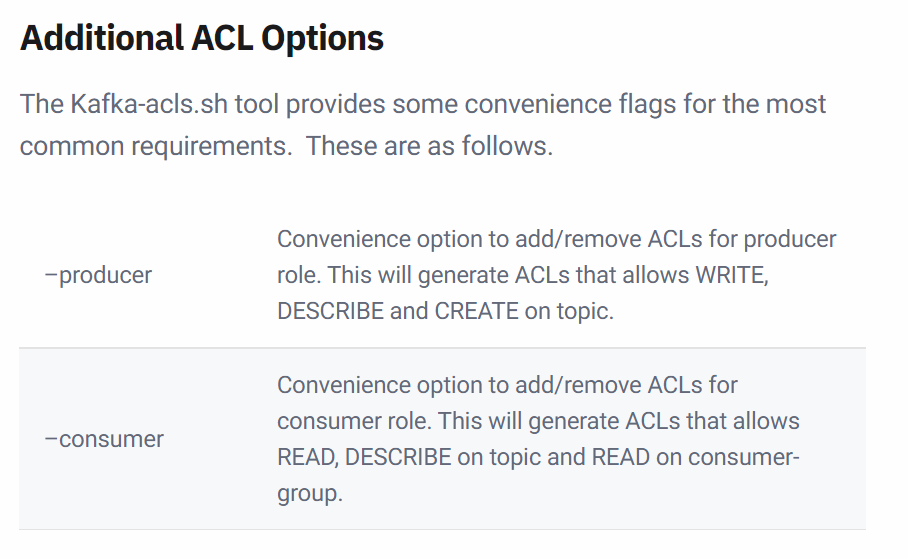 Additional ACL Options
The Kafka-acls.sh tool provides some convenience flags for the most
common requirements.  These are as follows.
–producer
Convenience option to add/remove ACLs for producer
role. This will generate ACLs that allows WRITE,
DESCRIBE and CREATE on topic.
–consumer
Convenience option to add/remove ACLs for
consumer role. This will generate ACLs that allows
READ, DESCRIBE on topic and READ on consumer-
group.